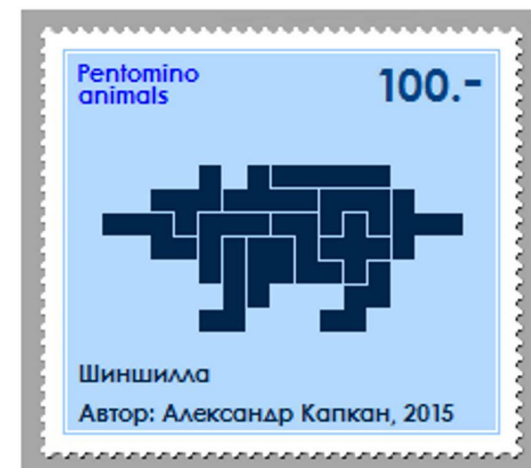 Pentomino
animals
100.-
Шиншилла
Автор: Александр Капкан, 2015